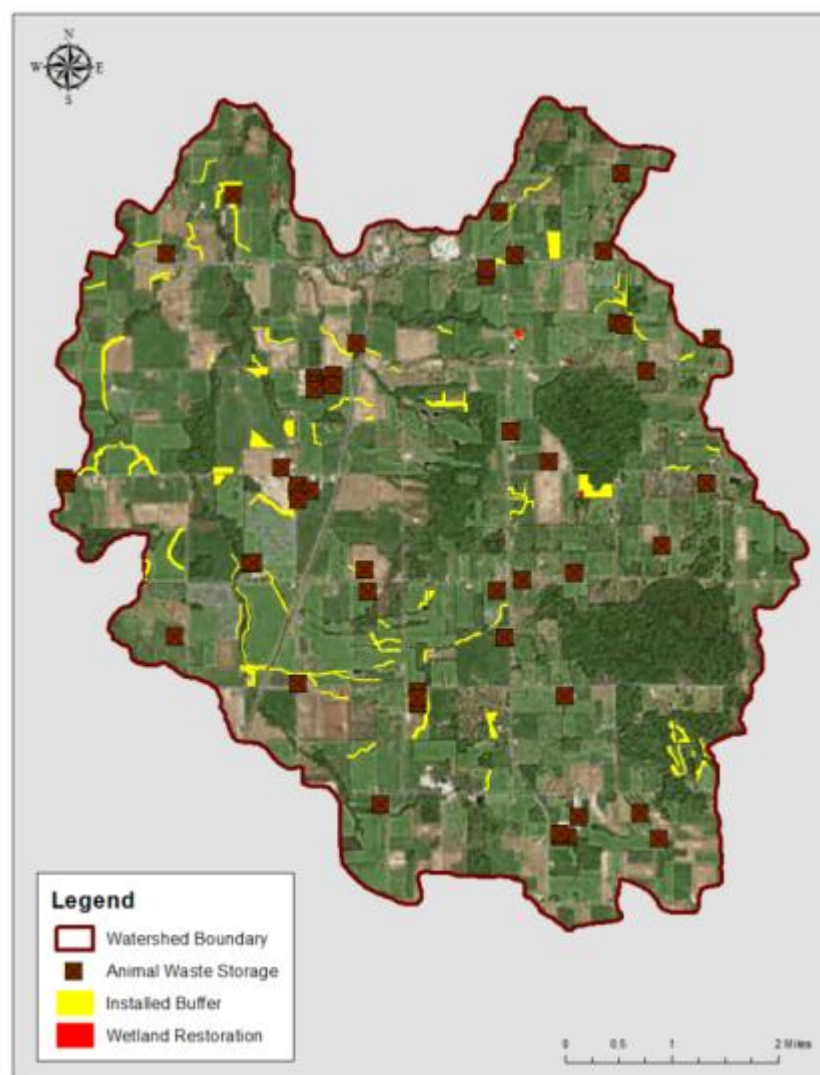 N
W E
S
Legend
Watershed Boundary
Animal Waste Storage
Installed Buffer
Wetland Restoration
0 0.5 1 2 Miles